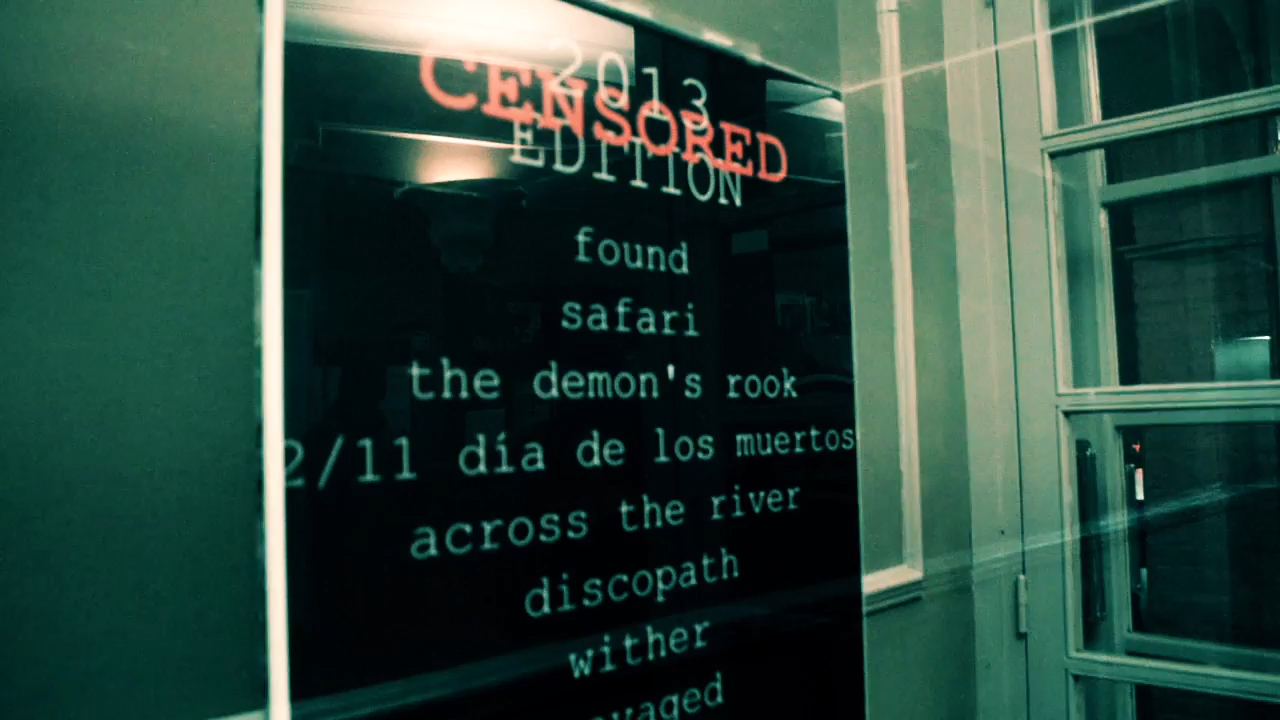 2013
CENSORED
EDITION
found
safari
the demon's rook
2/11 día de los muertos
across the river
discopath
wither